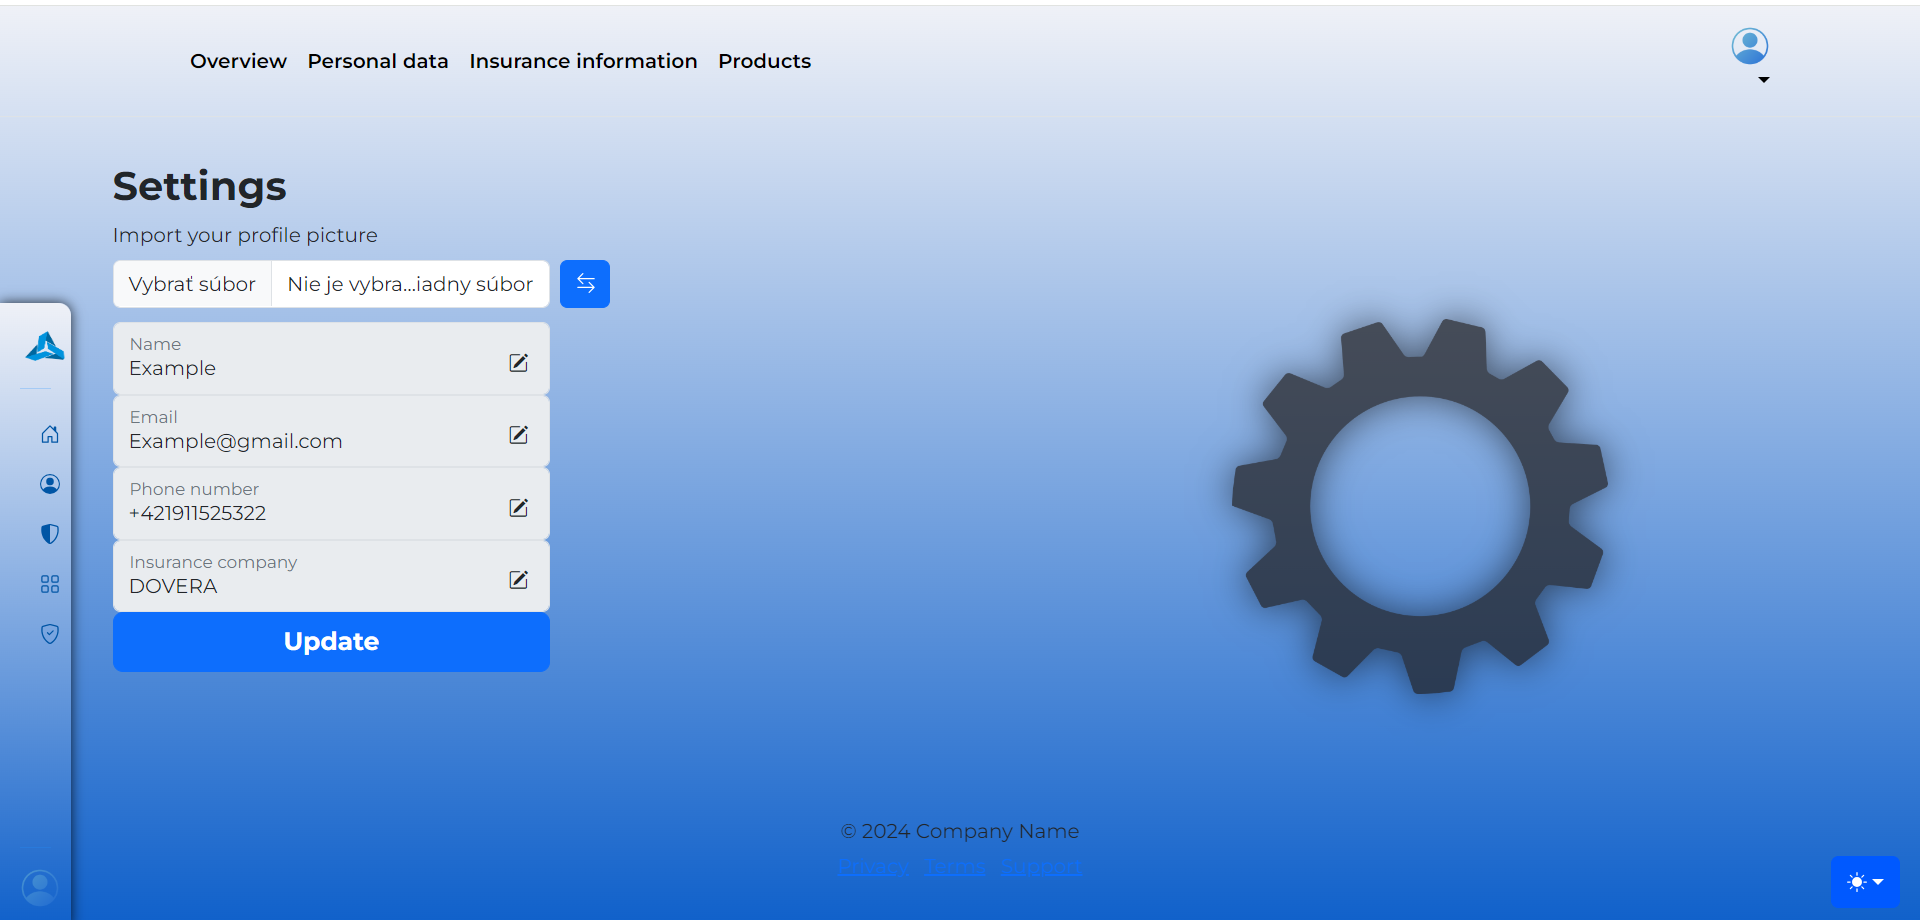 Overview Personal data Insurance information Products
Settings
Import your profile picture
Vybrať súbor Nie je vybra...iadny súbor
Name
Example
Email
Example@gmail.com
Phone number
+421911525322
Insurance company
DOVERA
Update
© 2024 Company Name
Privacy Terms Support